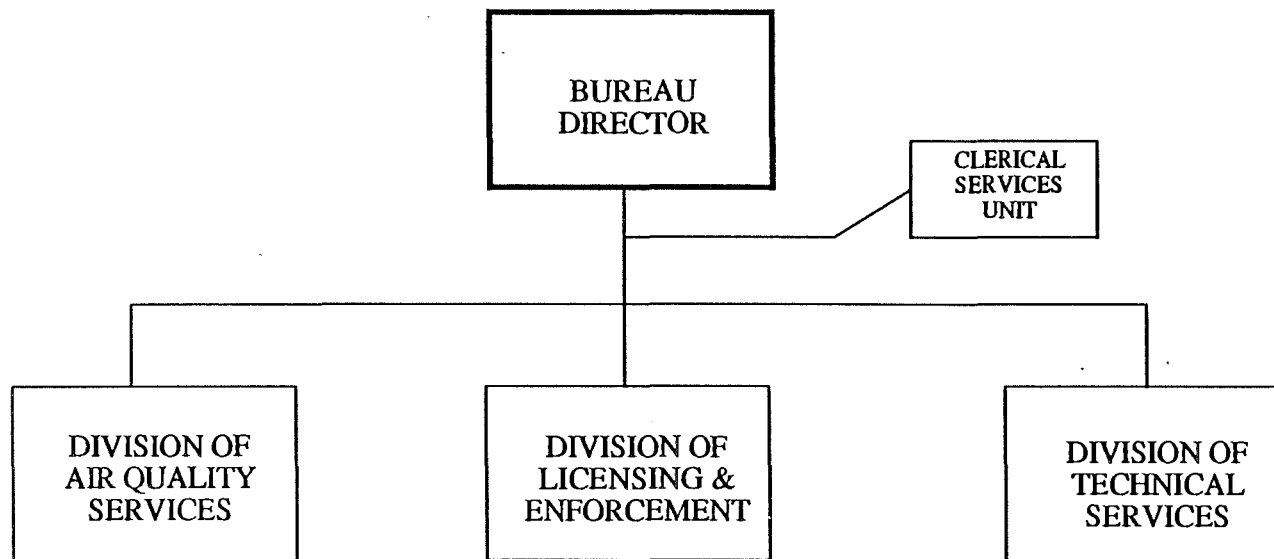 BUREAU
DIRECTOR
CLERICAL
SERVICES
UNIT
DIVISION OF
AIR QUALITY
SERVICES
DIVISION OF
LICENSING &
ENFORCEMENT
DIVISION OF
TECHNICAL
SERVICES